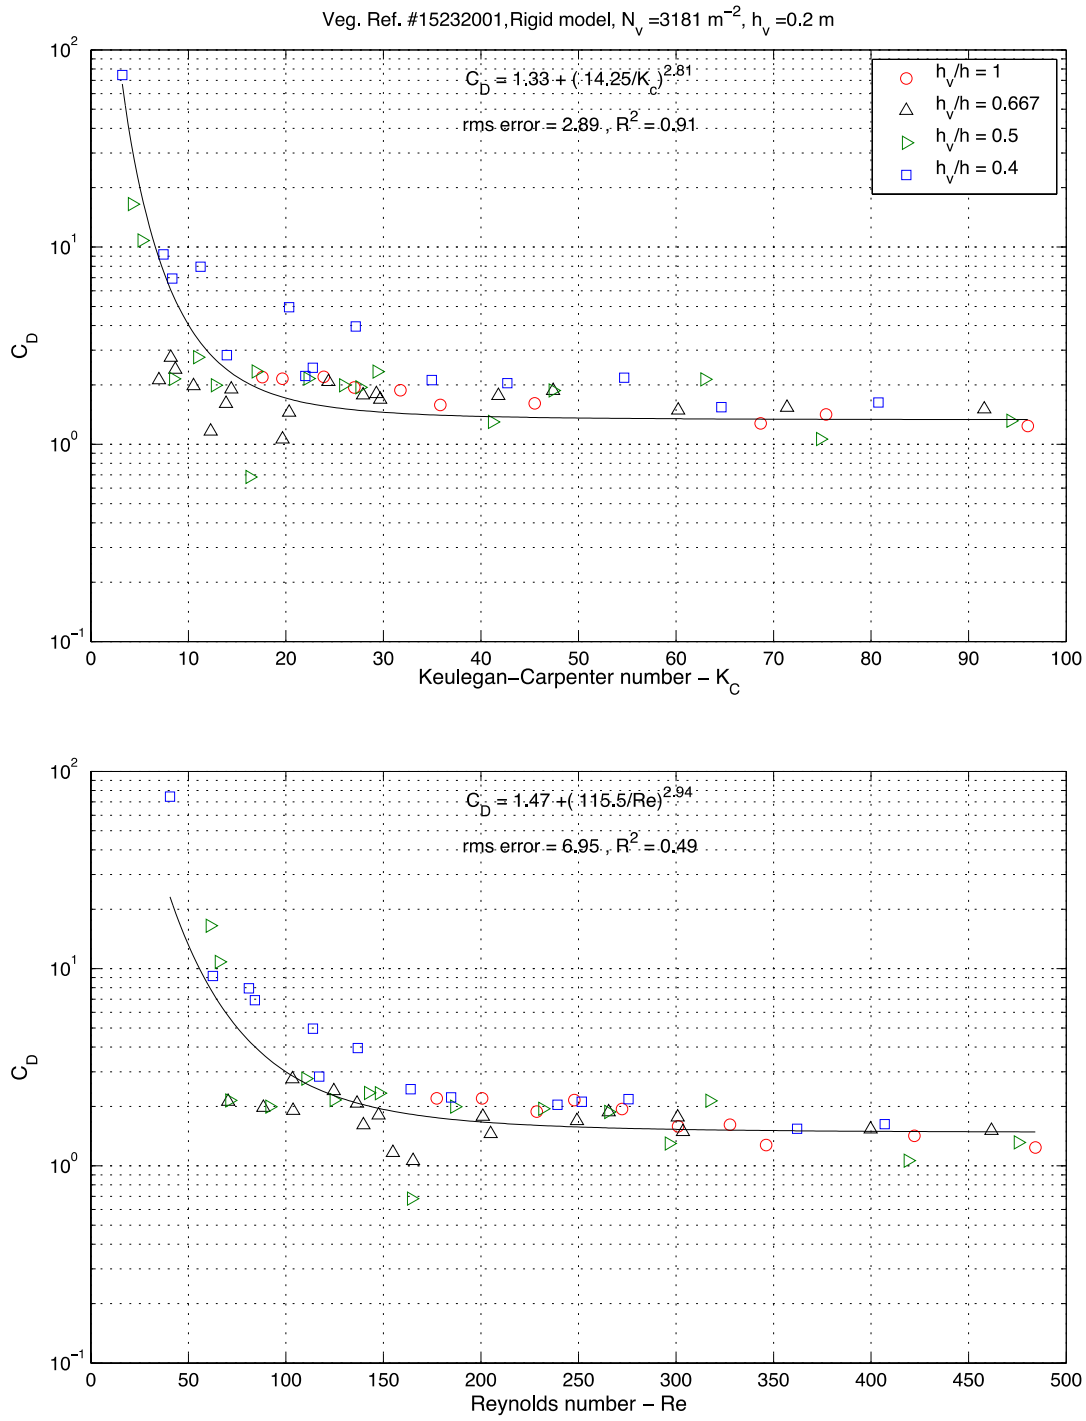 Veg. Ref. #15232001,Rigid model, N_v =3181 m^−2, h_v=0.2 m
C_D = 1.33 +( 14.25/K_c)^2.81
rms error = 2.89 , R^2 = 0.91
h_v/h = 1
h_v/h = 0.667
h_v/h = 0.5
h_v/h = 0.4
10^2
10^1
10^0
10^−1
C_D
0 10 20 30 40 50 60 70 80 90 100
Keulegan−Carpenter number − K_C
C_D = 1.47 +( 115.5/Re)^2.94
rms error = 6.95 , R^2 = 0.49
10^2
10^1
10^0
10^−1
C_D
0 50 100 150 200 250 300 350 400 450 500
Reynolds number − Re